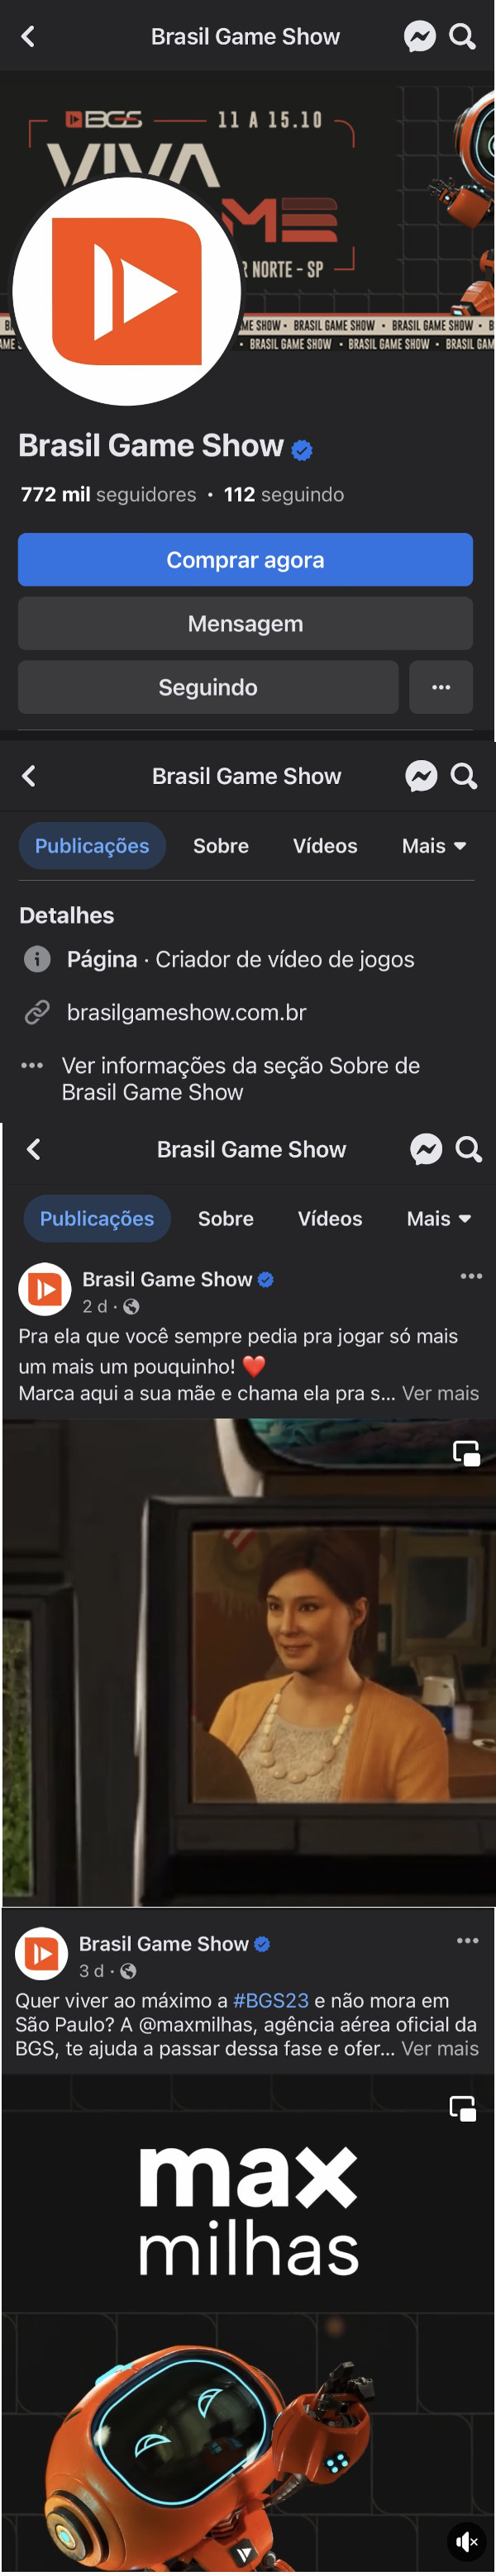 Brasil Game Show
BGS 11 A 15.10
VIVA
ME
R NORTE - SP
ME SHOW • BRASIL GAME SHOW • BRASIL GAME SHOW
• BRASIL GAME SHOW • BRASIL GAME SHOW • BRASIL GAM
Brasil Game Show
772 mil seguidores • 112 seguindo
Comprar agora
Mensagem
Seguindo
Brasil Game Show
Publicações Sobre Vídeos Mais
Detalhes
Página · Criador de vídeo de jogos
brasilgameshow.com.br
Ver informações da seção Sobre de
Brasil Game Show
Brasil Game Show
Publicações Sobre Vídeos Mais
Brasil Game Show
2 d ·
Pra ela que você sempre pedia pra jogar só mais
um mais um pouquinho! ❤️
Marca aqui a sua mãe e chama ela pra s... Ver mais
Brasil Game Show
3 d ·
Quer viver ao máximo a #BGS23 e não mora em
São Paulo? A @maxmilhas, agência aérea oficial da
BGS, te ajuda a passar dessa fase e ofer... Ver mais
max
milhas